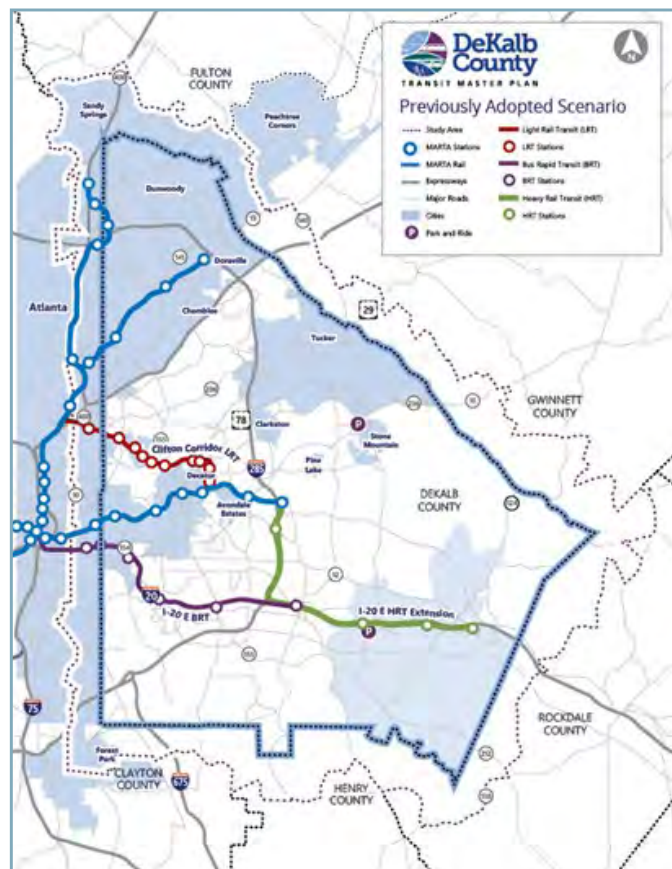 DeKalb
County
TRANSIT MASTER PLAN
N
Previously Adopted Scenario
Study Area
MARTA Stations
MARTA Rail
Expressways
Major Roads
Cities
P Park and Ride
Light Rail Transit (LRT)
LRT Stations
Bus Rapid Transit (BRT)
BRT Stations
Heavy Rail Transit (HRT)
HRT Stations
FULTON
COUNTY
Sandy
Springs
Peachtree
Corners
Dunwoody
Doraville
Atlanta
Chamblee
29
Tucker
GWINNETT
COUNTY
78
Clarkston
P
Stone
Mountain
Clifton Corridor LRT
285
Pine
Lake
Decatur
DEKALB
COUNTY
Avondale
Estates
20
I-20 E BRT
I-20 E HRT Extension
P
75
ROCKDALE
COUNTY
Forest
Park
CLAYTON
COUNTY
675
HENRY
COUNTY